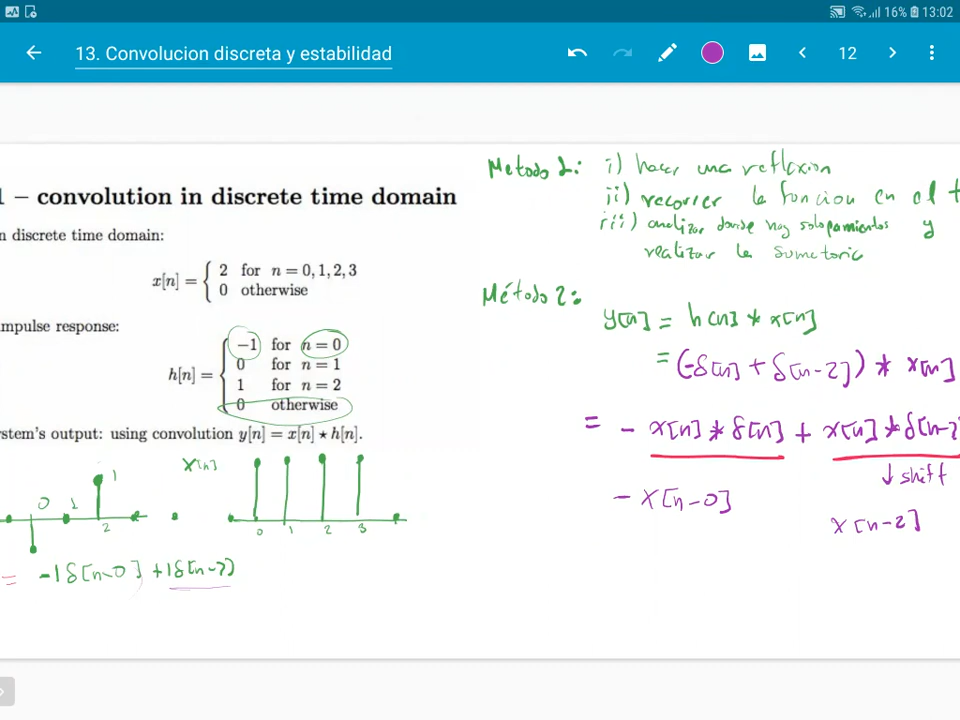 16% 13:02
13. Convolucion discreta y estabilidad
12
1 – convolution in discrete time domain
n discrete time domain:
x[n] = { 2 for n = 0, 1, 2, 3
0 otherwise
mpulse response:
h[n] = { −1 for n = 0
0 for n = 1
1 for n = 2
0 otherwise
stem's output: using convolution y[n] = x[n] ⋆ h[n].
x[n]
0 1 2 1
0 1 2 3
= -1δ[n-0] + 1δ[n-2]
Metodo 1: i) hacer una reflexion
ii) recorrer la funcion en el t
iii) analizar donde hay solapamientos y
realizar la sumatoria
Método 2:
y[n] = h[n] * x[n]
= (-δ[n] + δ[n-2]) * x[n]
= - x[n] * δ[n] + x[n] * δ[n-2
↓ shift
- x[n-0]
x[n-2]